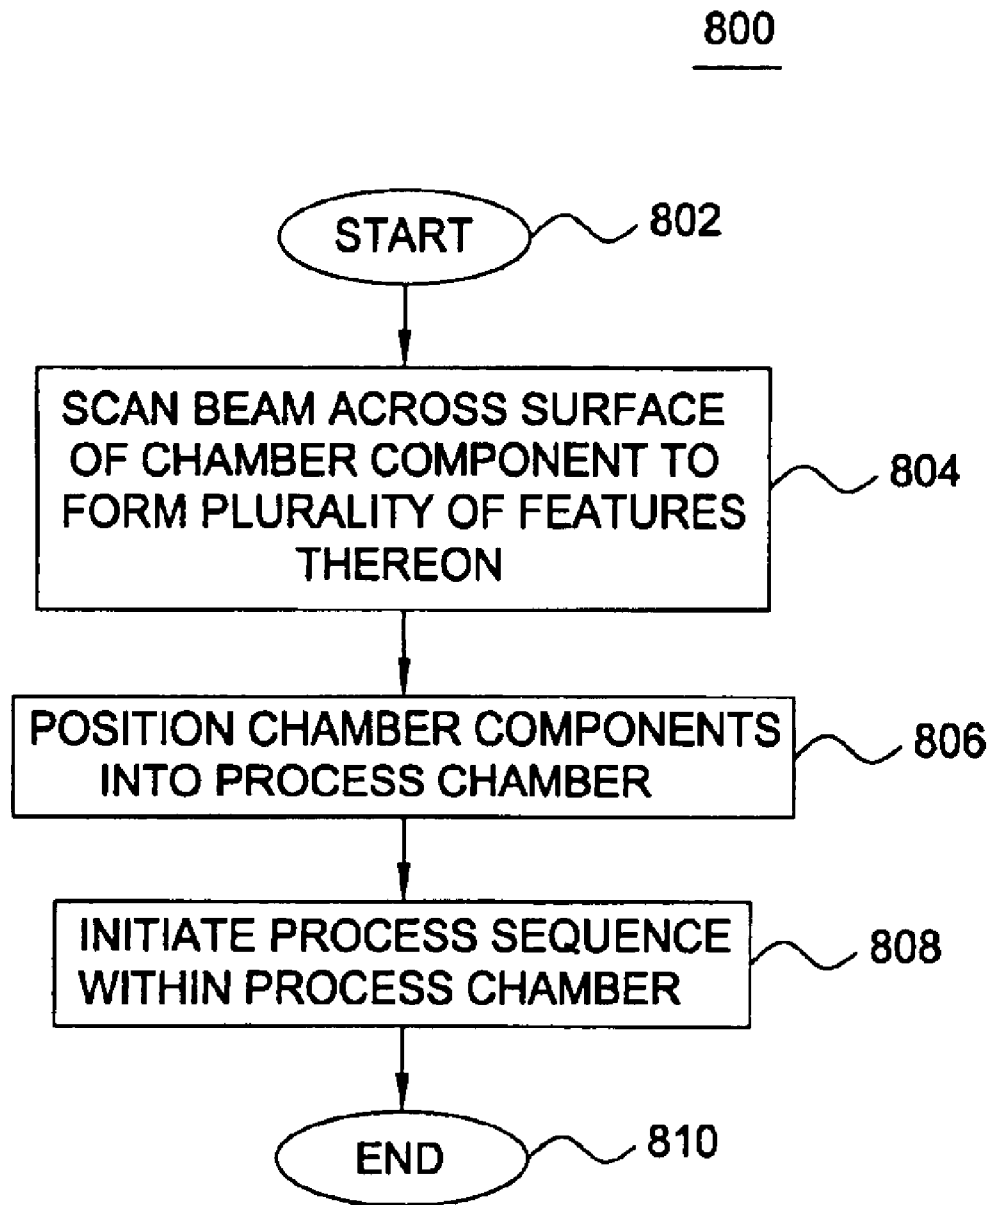 800
START
802
SCAN BEAM ACROSS SURFACE
OF CHAMBER COMPONENT TO
FORM PLURALITY OF FEATURES
THEREON
804
POSITION CHAMBER COMPONENTS
INTO PROCESS CHAMBER
806
INITIATE PROCESS SEQUENCE
WITHIN PROCESS CHAMBER
808
END
810